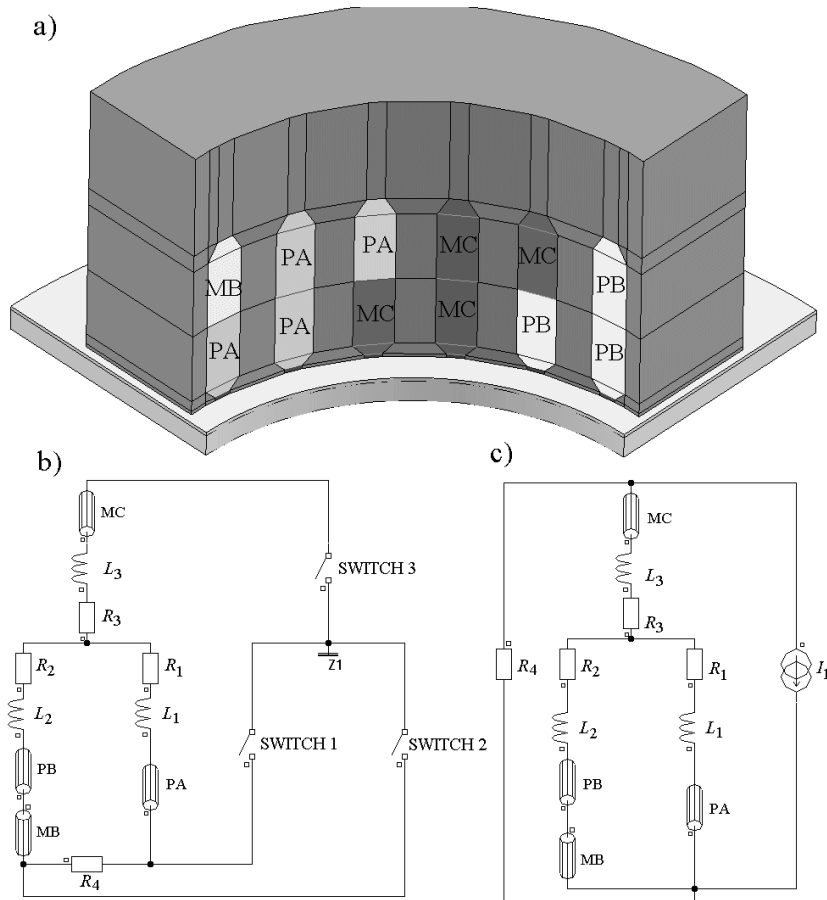 a)
PA PA MC MC PB
MB
PA PA MC MC PB PB
b)
MC
L3
R3
R2 R1
L2 L1
PB
PA
MB
R4
SWITCH 3
Z1
SWITCH 1
SWITCH 2
c)
MC
L3
R3
R4
R2 R1
I1
L2 L1
PB
PA
MB